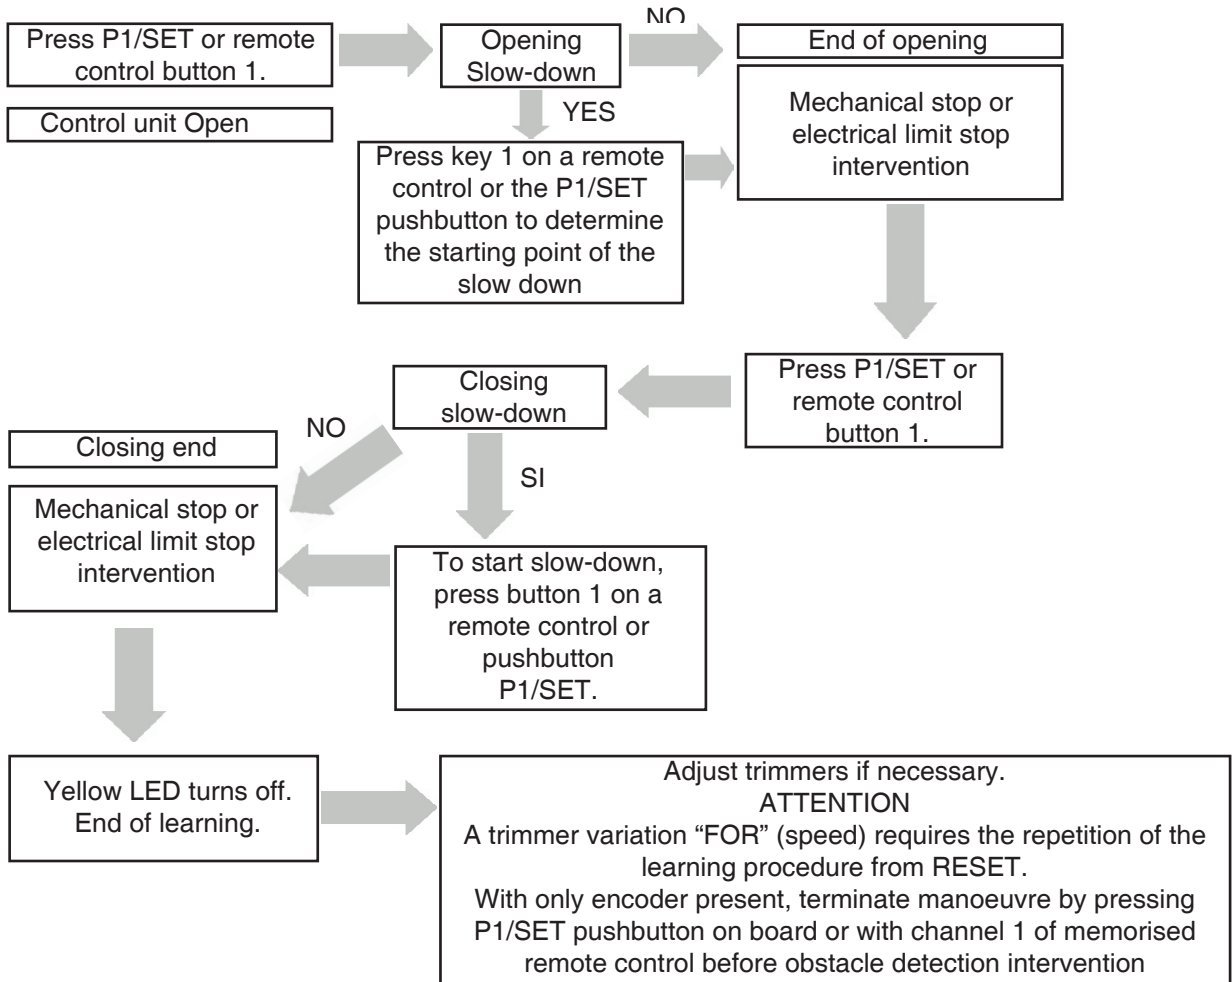 Press P1/SET or remote
control button 1.
Control unit Open
Opening
Slow-down
NO
End of opening
Mechanical stop or
electrical limit stop
intervention
YES
Press key 1 on a remote
control or the P1/SET
pushbutton to determine
the starting point of the
slow down
Press P1/SET or
remote control
button 1.
Closing
slow-down
NO
SI
Closing end
Mechanical stop or
electrical limit stop
intervention
To start slow-down,
press button 1 on a
remote control or
pushbutton
P1/SET.
Yellow LED turns off.
End of learning.
Adjust trimmers if necessary.
ATTENTION
A trimmer variation “FOR” (speed) requires the repetition of the
learning procedure from RESET.
With only encoder present, terminate manoeuvre by pressing
P1/SET pushbutton on board or with channel 1 of memorised
remote control before obstacle detection intervention